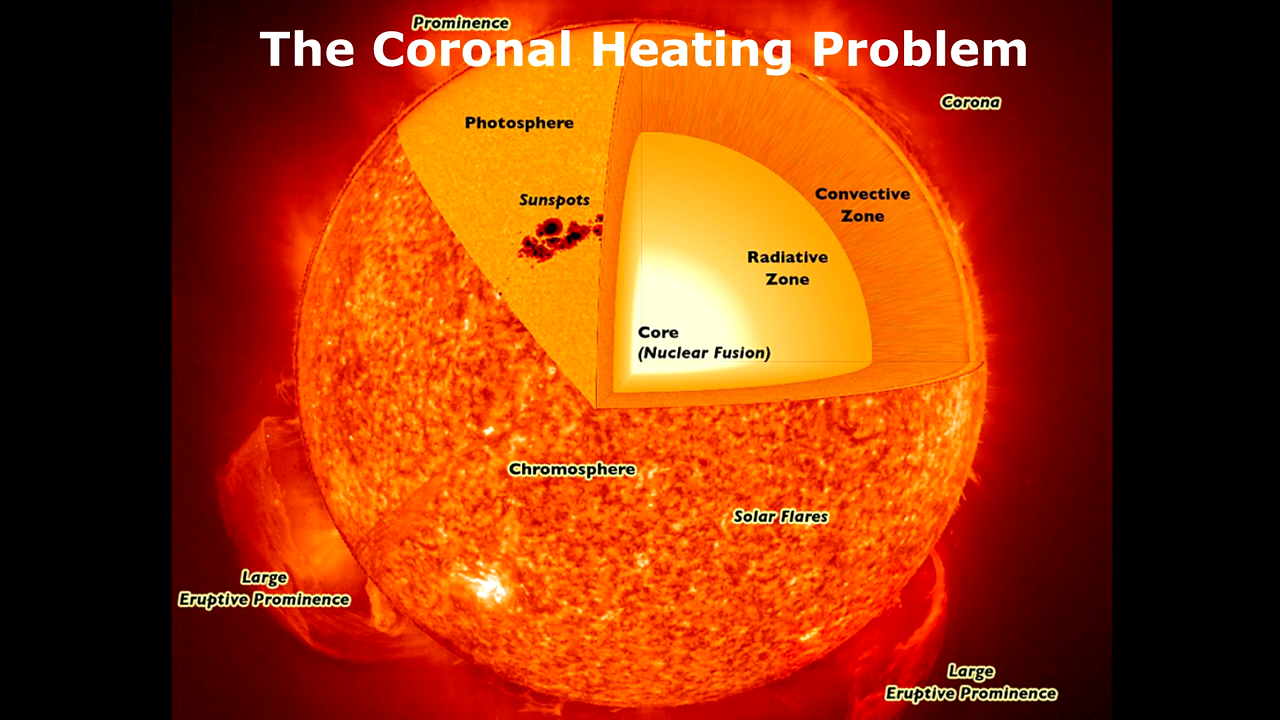 Prominence
The Coronal Heating Problem
Corona
Photosphere
Sunspots
Convective
Zone
Radiative
Zone
Core
(Nuclear Fusion)
Chromosphere
Solar Flares
Large
Eruptive Prominence
Large
Eruptive Prominence